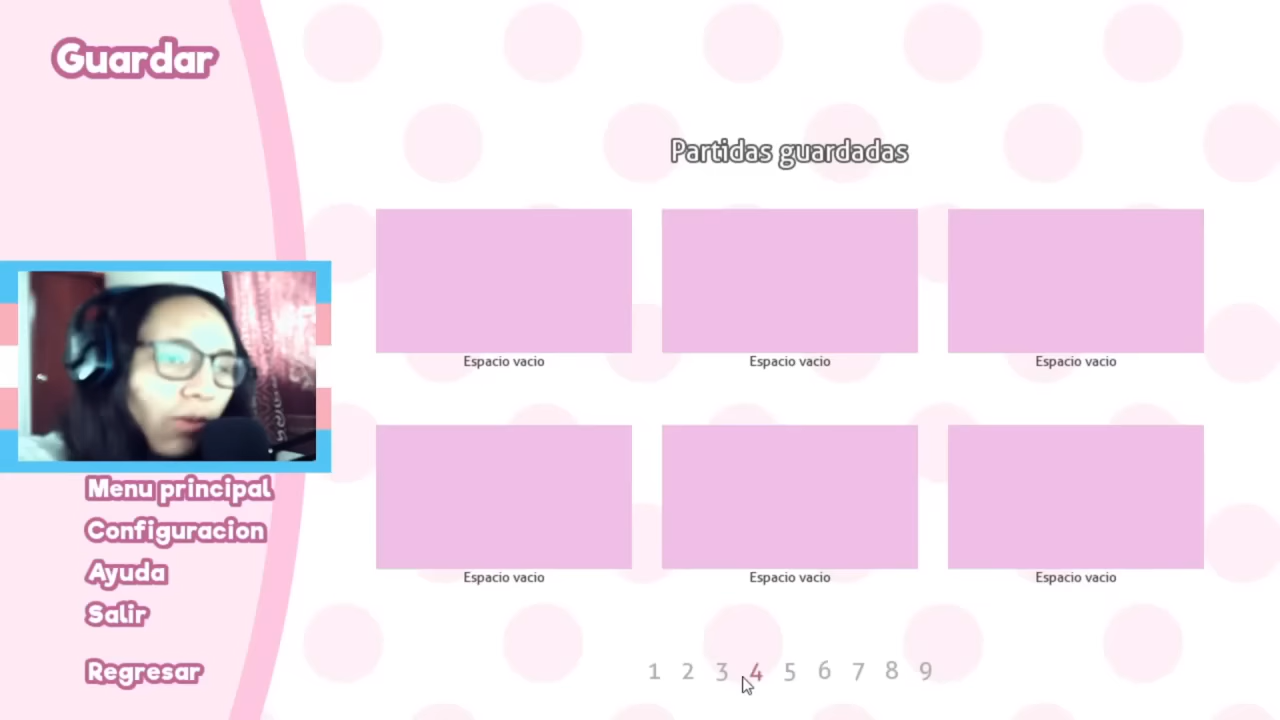 Guardar
Partidas guardadas
Espacio vacio
Espacio vacio
Espacio vacio
Menu principal
Configuracion
Ayuda
Salir
Regresar
Espacio vacio
Espacio vacio
Espacio vacio
1 2 3 4 5 6 7 8 9